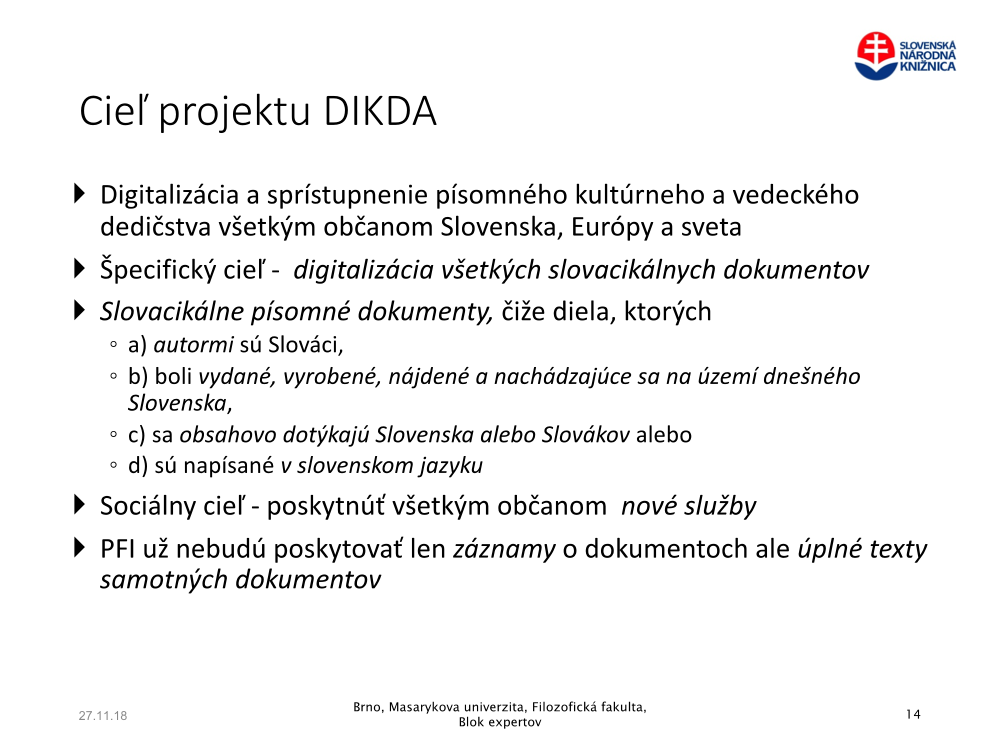 SLOVENSKÁ
NÁRODNÁ
KNIŽNICA
Cieľ projektu DIKDA
Digitalizácia a sprístupnenie písomného kultúrneho a vedeckého
dedičstva všetkým občanom Slovenska, Európy a sveta
Špecifický cieľ - digitalizácia všetkých slovacikálnych dokumentov
Slovacikálne písomné dokumenty, čiže diela, ktorých
a) autormi sú Slováci,
b) boli vydané, vyrobené, nájdené a nachádzajúce sa na území dnešného
Slovenska,
c) sa obsahovo dotýkajú Slovenska alebo Slovákov alebo
d) sú napísané v slovenskom jazyku
Sociálny cieľ - poskytnúť všetkým občanom nové služby
PFI už nebudú poskytovať len záznamy o dokumentoch ale úplné texty
samotných dokumentov
27.11.18
Brno, Masarykova univerzita, Filozofická fakulta,
Blok expertov
14